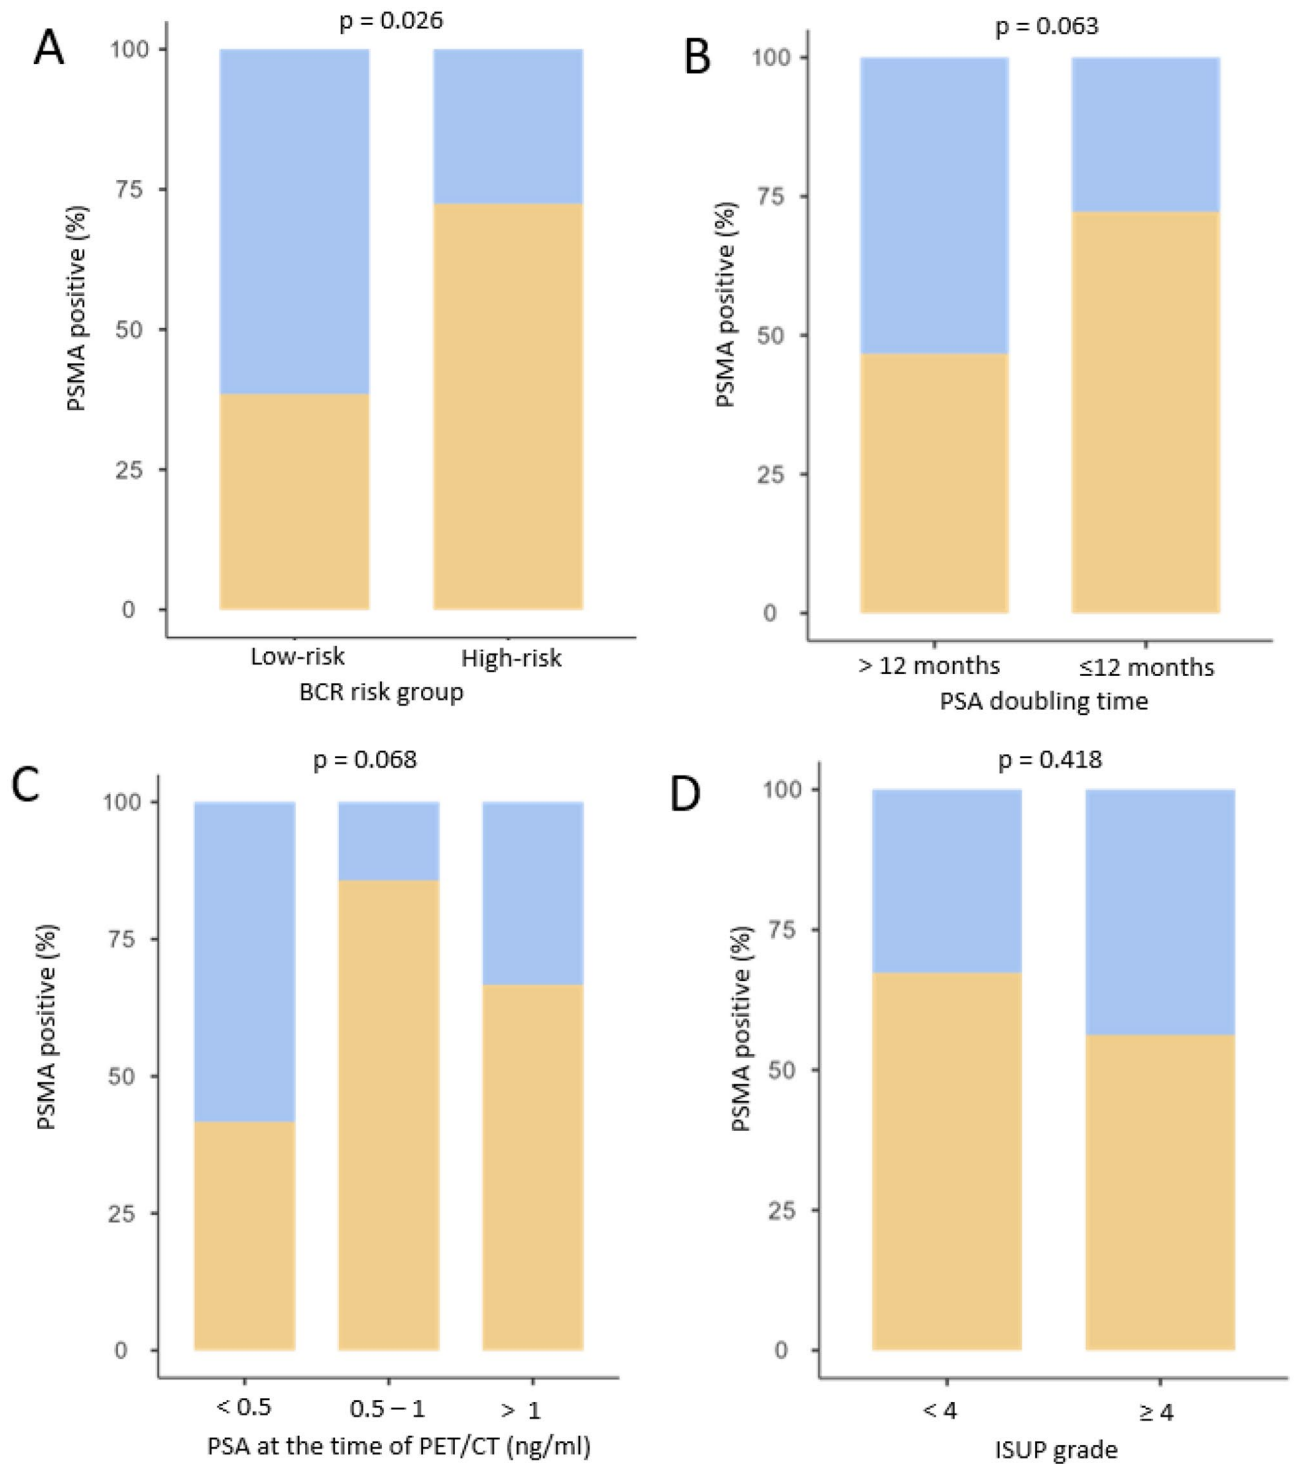 A
p = 0.026
100
75
50
25
0
PSMA positive (%)
Low-risk High-risk
BCR risk group
B
p = 0.063
100
75
50
25
0
PSMA positive (%)
> 12 months ≤12 months
PSA doubling time
C
p = 0.068
100
75
50
25
0
PSMA positive (%)
< 0.5 0.5 – 1 > 1
PSA at the time of PET/CT (ng/ml)
D
p = 0.418
100
75
50
25
0
PSMA positive (%)
< 4 ≥ 4
ISUP grade